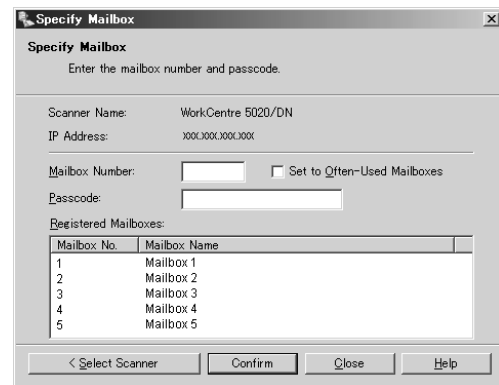 Specify Mailbox
Specify Mailbox
Enter the mailbox number and passcode.
Scanner Name: WorkCentre 5020/DN
IP Address: xxx.xxx.xxx.xxx
Mailbox Number: Set to Often-Used Mailboxes
Passcode:
Registered Mailboxes:
Mailbox No. Mailbox Name
1 Mailbox 1
2 Mailbox 2
3 Mailbox 3
4 Mailbox 4
5 Mailbox 5
< Select Scanner Confirm Close Help